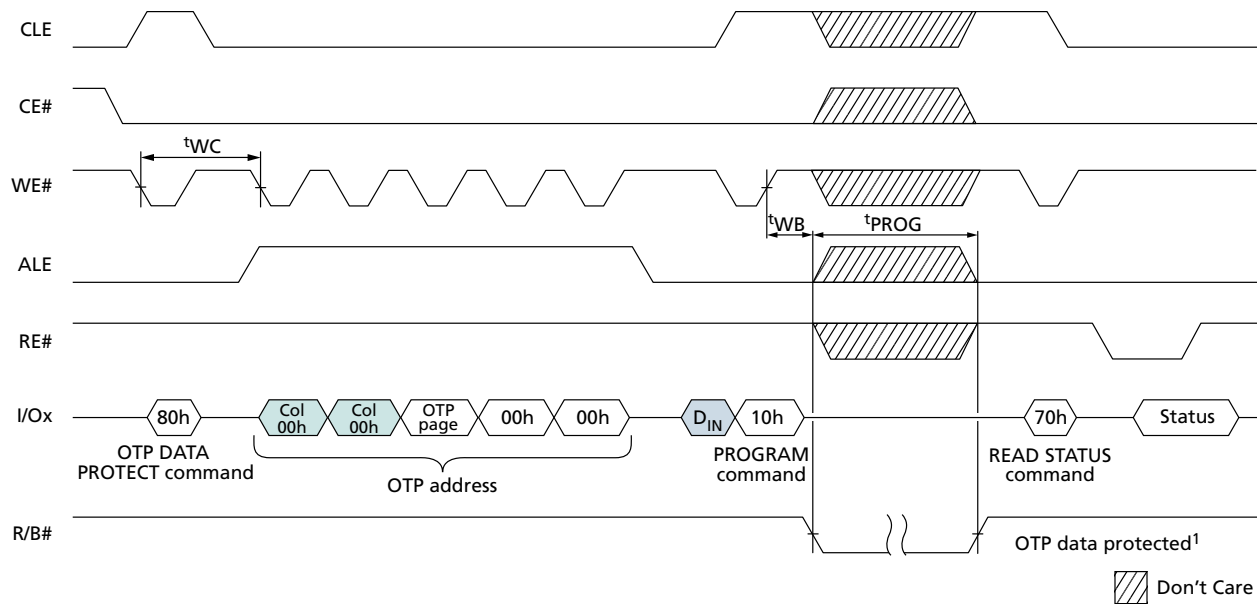 CLE
CE#
tWC
WE#
tWB
tPROG
ALE
RE#
I/Ox
80h
Col
00h
Col
00h
OTP
page
00h
00h
DIN
10h
70h
Status
OTP DATA
PROTECT command
OTP address
PROGRAM
command
READ STATUS
command
R/B#
OTP data protected1
Don't Care